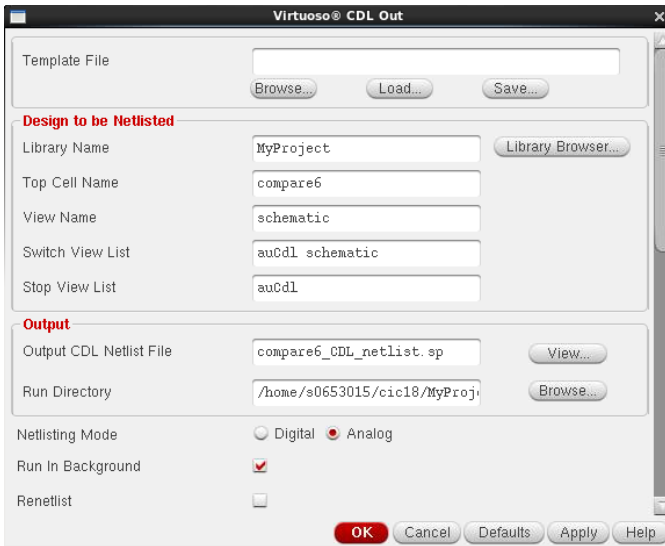 Virtuoso® CDL Out
Template File
Browse... Load... Save...
Design to be Netlisted
Library Name MyProject Library Browser...
Top Cell Name compare6
View Name schematic
Switch View List auCdl schematic
Stop View List auCdl
Output
Output CDL Netlist File compare6_CDL_netlist.sp View...
Run Directory /home/s0653015/cic18/MyProj Browse...
Netlisting Mode Digital Analog
Run In Background
Renetlist
OK Cancel Defaults Apply Help